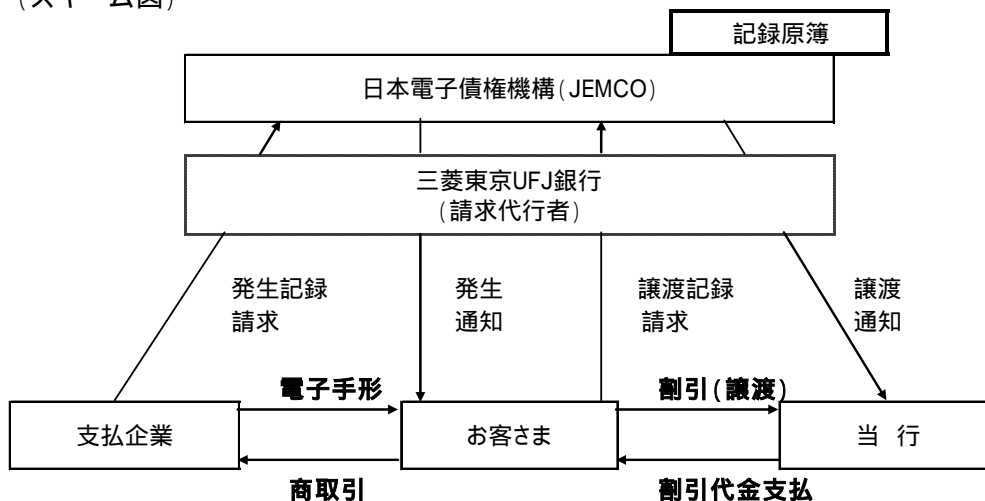 (スキーム図)
記録原簿
日本電子債権機構(JEMCO)
三菱東京UFJ銀行
(請求代行者)
発生記録
請求
発生
通知
譲渡記録
請求
譲渡
通知
電子手形
割引(譲渡)
支払企業
お客さま
当 行
商取引
割引代金支払